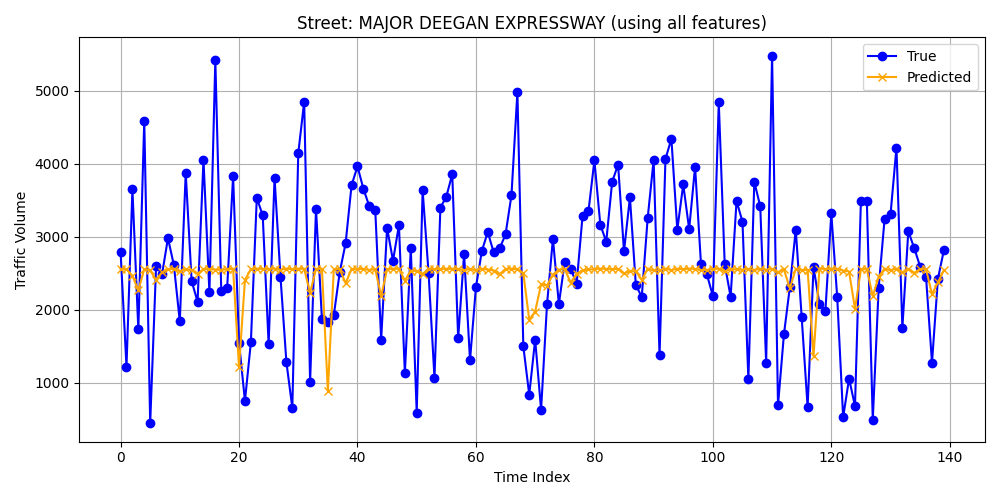 Street: MAJOR DEEGAN EXPRESSWAY (using all features)
True
Predicted
Traffic Volume
5000
4000
3000
2000
1000
0 20 40 60 80 100 120 140
Time Index